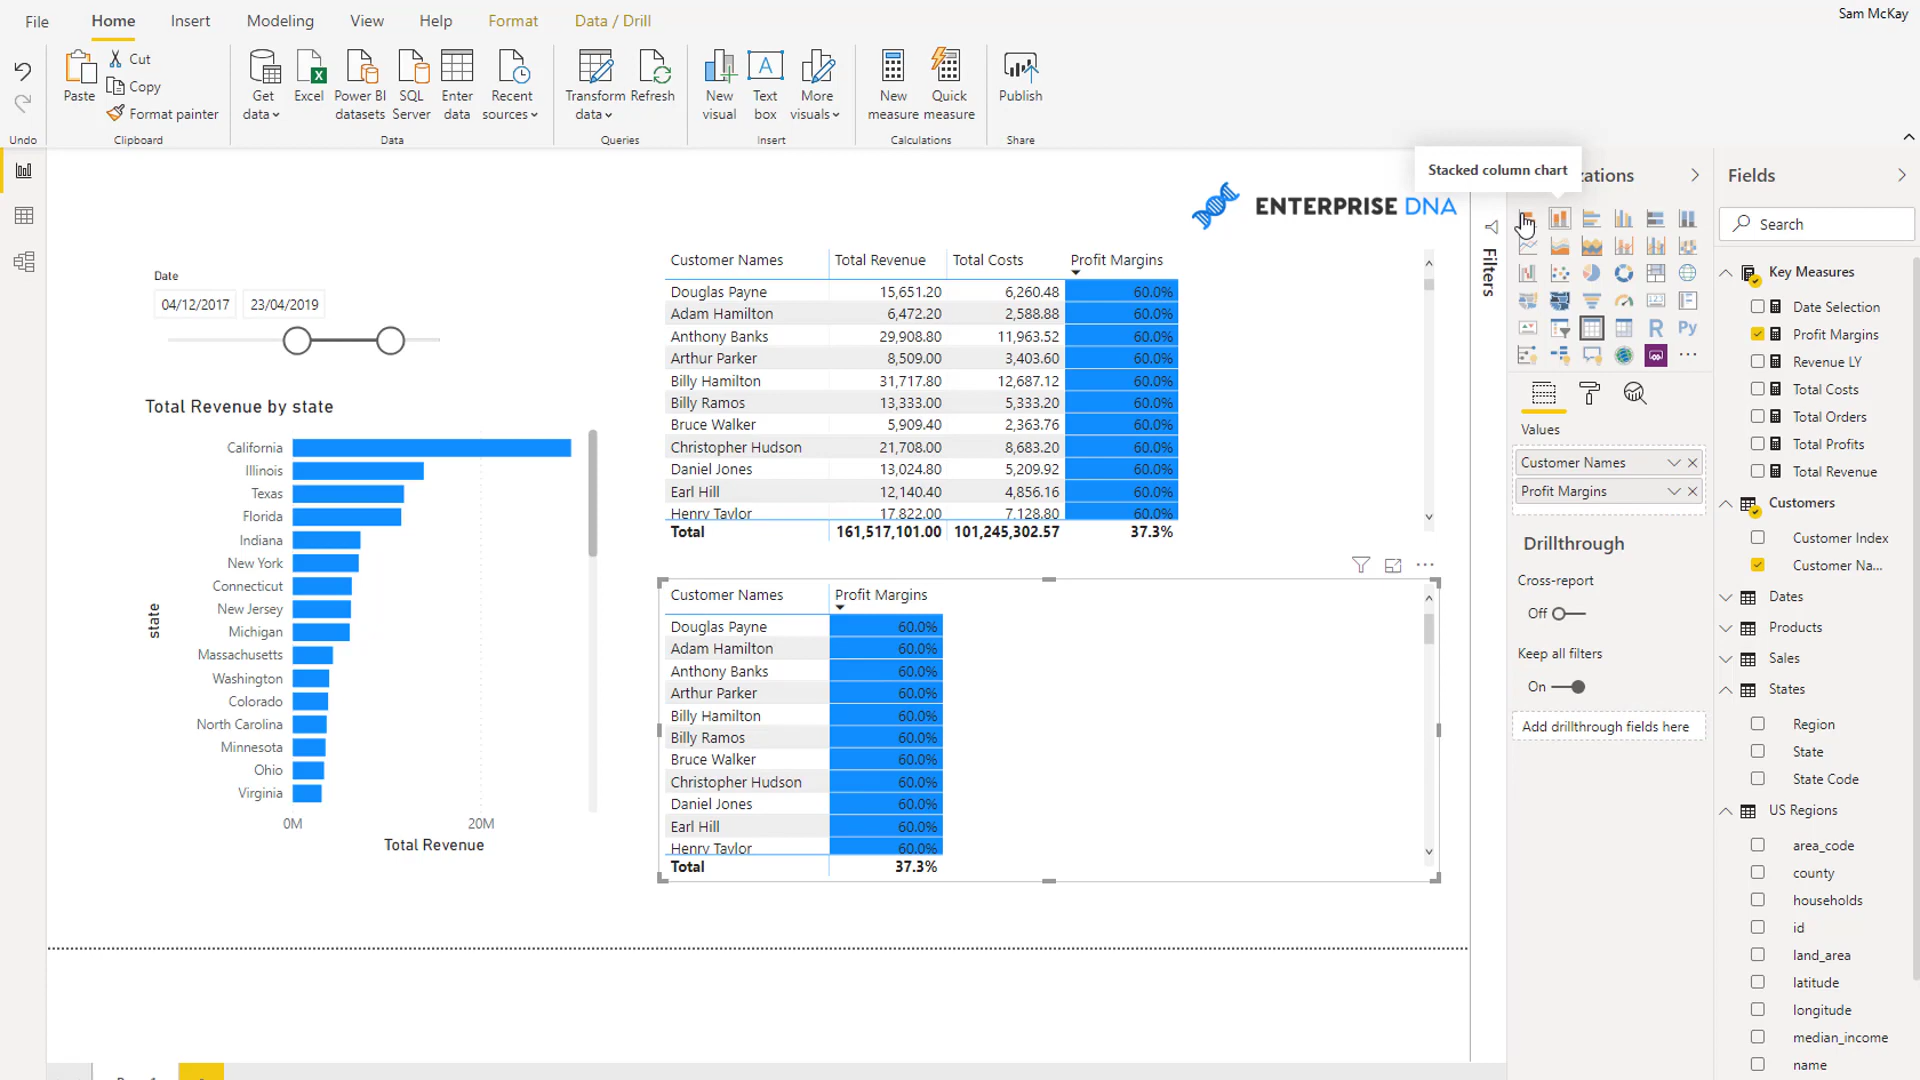 File
Home
Insert
Modeling
View
Help
Format
Data / Drill
Sam McKay
Paste
Cut
Copy
Format painter
Get
data
Excel
Power BI
datasets
SQL
Server
Enter
data
Recent
sources
Transform
data
Refresh
New
visual
A
Text
box
More
visuals
New
measure
Quick
measure
Publish
Undo
Clipboard
Data
Queries
Insert
Calculations
Share
ENTERPRISE DNA
Date
04/12/2017
23/04/2019
Total Revenue by state
California
Illinois
Texas
Florida
Indiana
New York
Connecticut
New Jersey
Michigan
Massachusetts
Washington
Colorado
North Carolina
Minnesota
Ohio
Virginia
state
0M
20M
Total Revenue
Customer Names Total Revenue Total Costs Profit Margins
Douglas Payne 15,651.20 6,260.48 60.0%
Adam Hamilton 6,472.20 2,588.88 60.0%
Anthony Banks 29,908.80 11,963.52 60.0%
Arthur Parker 8,509.00 3,403.60 60.0%
Billy Hamilton 31,717.80 12,687.12 60.0%
Billy Ramos 13,333.00 5,333.20 60.0%
Bruce Walker 5,909.40 2,363.76 60.0%
Christopher Hudson 21,708.00 8,683.20 60.0%
Daniel Jones 13,024.80 5,209.92 60.0%
Earl Hill 12,140.40 4,856.16 60.0%
Henry Taylor 17,822.00 7,128.80 60.0%
Total 161,517,101.00 101,245,302.57 37.3%
Customer Names Profit Margins
Douglas Payne 60.0%
Adam Hamilton 60.0%
Anthony Banks 60.0%
Arthur Parker 60.0%
Billy Hamilton 60.0%
Billy Ramos 60.0%
Bruce Walker 60.0%
Christopher Hudson 60.0%
Daniel Jones 60.0%
Earl Hill 60.0%
Henry Taylor 60.0%
Total 37.3%
Filters
Stacked column chart
zations
123
R
Py
Values
Customer Names
Profit Margins
Drillthrough
Cross-report
Off
Keep all filters
On
Add drillthrough fields here
Fields
Search
Key Measures
Date Selection
Profit Margins
Revenue LY
Total Costs
Total Orders
Total Profits
Total Revenue
Customers
Customer Index
Customer Na...
Dates
Products
Sales
States
Region
State
State Code
US Regions
area_code
county
households
id
land_area
latitude
longitude
median_income
name